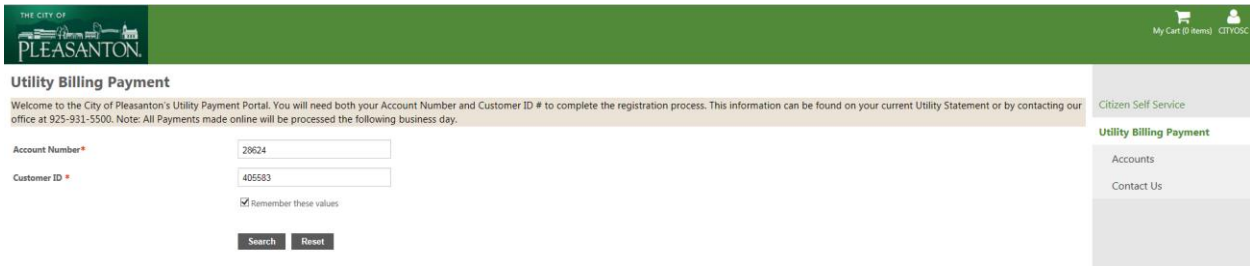 THE CITY OF
PLEASANTON.
My Cart (0 items) CITYOSC
Utility Billing Payment
Welcome to the City of Pleasanton's Utility Payment Portal. You will need both your Account Number and Customer ID # to complete the registration process. This information can be found on your current Utility Statement or by contacting our
office at 925-931-5500. Note: All Payments made online will be processed the following business day.
Account Number* 28624
Customer ID * 405583
Remember these values
Search Reset
Citizen Self Service
Utility Billing Payment
Accounts
Contact Us